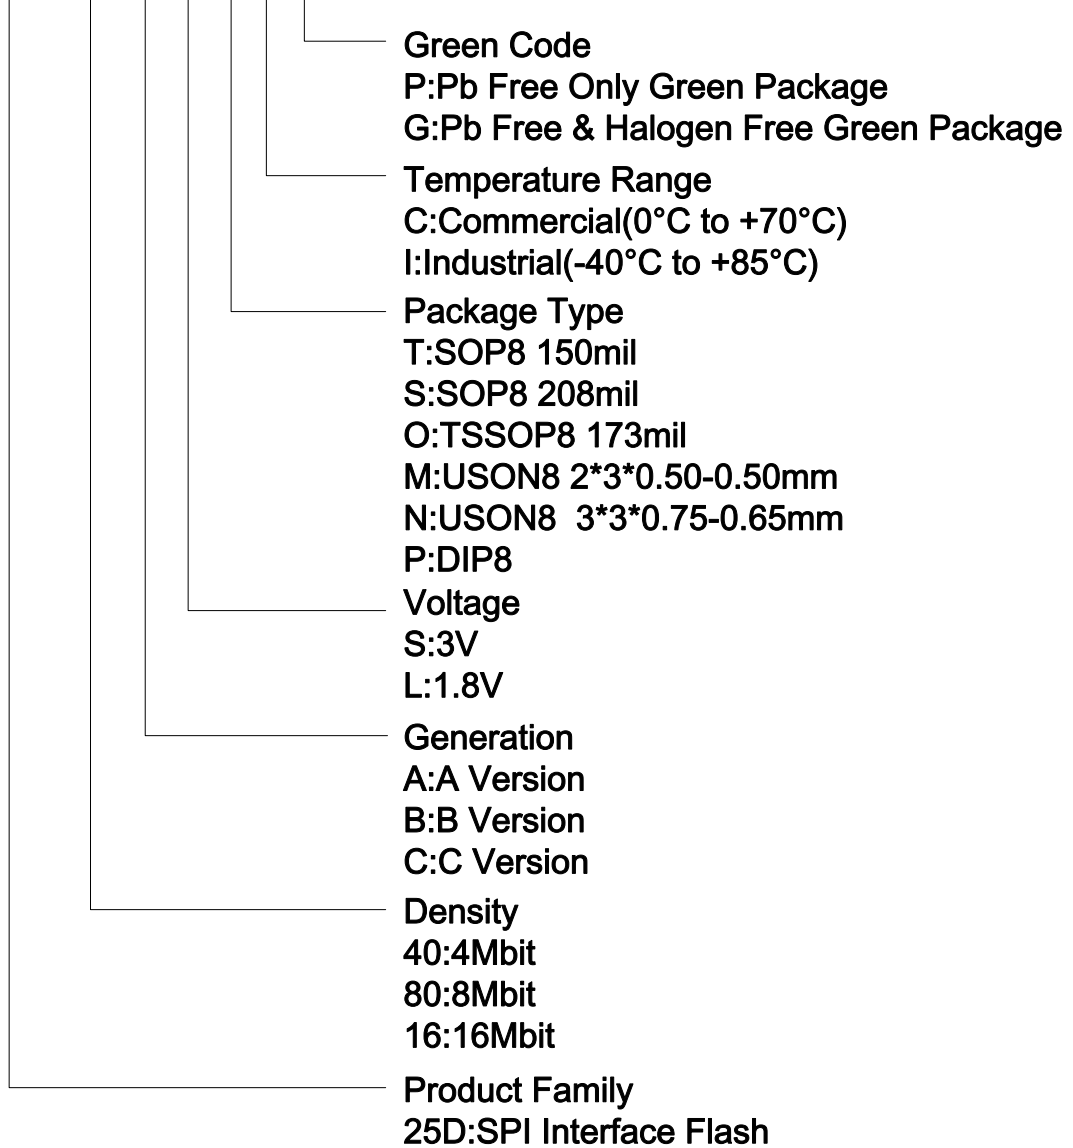 Green Code
P:Pb Free Only Green Package
G:Pb Free & Halogen Free Green Package
Temperature Range
C:Commercial(0°C to +70°C)
I:Industrial(-40°C to +85°C)
Package Type
T:SOP8 150mil
S:SOP8 208mil
O:TSSOP8 173mil
M:USON8 2*3*0.50-0.50mm
N:USON8  3*3*0.75-0.65mm
P:DIP8
Voltage
S:3V
L:1.8V
Generation
A:A Version
B:B Version
C:C Version
Density
40:4Mbit
80:8Mbit
16:16Mbit
Product Family
25D:SPI Interface Flash